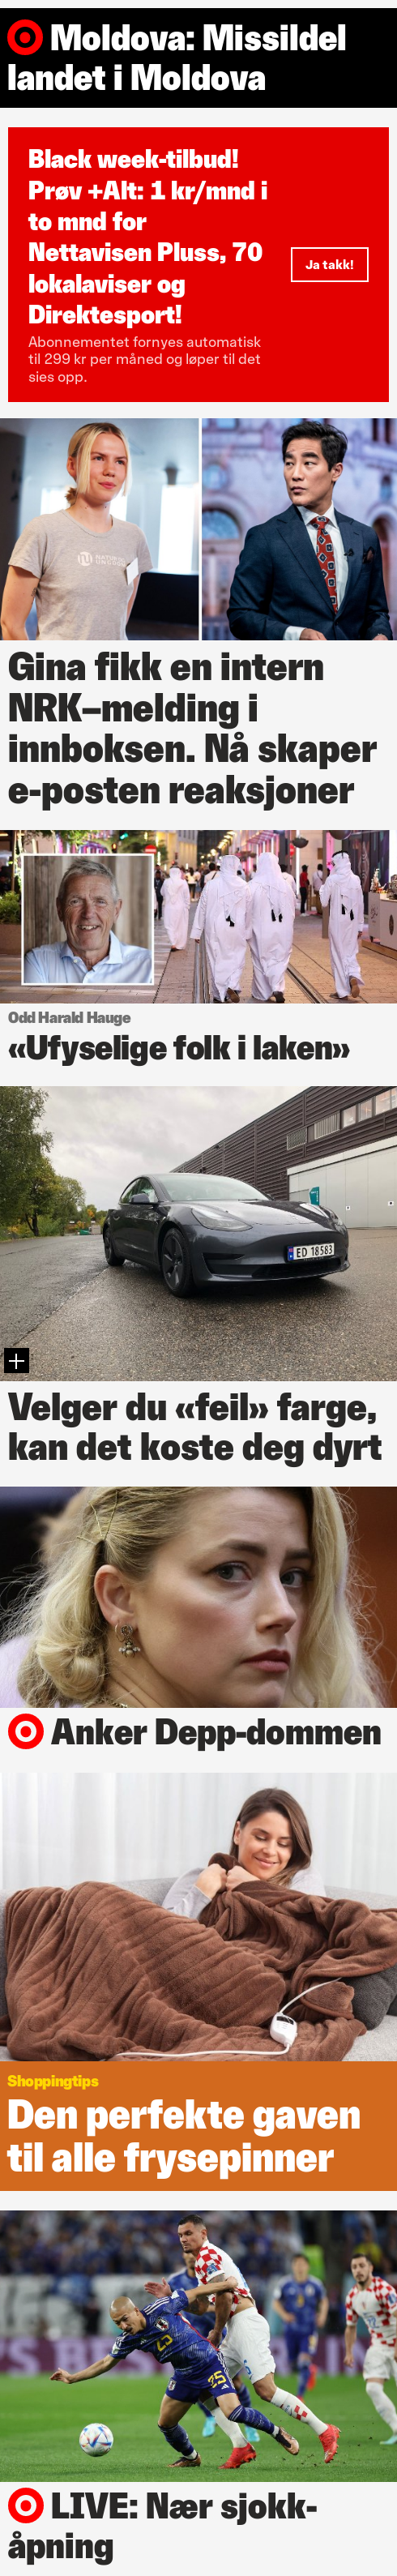 Moldova: Missildel
landet i Moldova
Black week-tilbud!
Prøv +Alt: 1 kr/mnd i
to mnd for
Nettavisen Pluss, 70
lokalaviser og
Direktesport!
Ja takk!
Abonnementet fornyes automatisk
til 299 kr per måned og løper til det
sies opp.
Gina fikk en intern
NRK–melding i
innboksen. Nå skaper
e-posten reaksjoner
Odd Harald Hauge
«Ufyselige folk i laken»
ED 18583
Velger du «feil» farge,
kan det koste deg dyrt
Anker Depp-dommen
Shoppingtips
Den perfekte gaven
til alle frysepinner
25
LIVE: Nær sjokk-
åpning